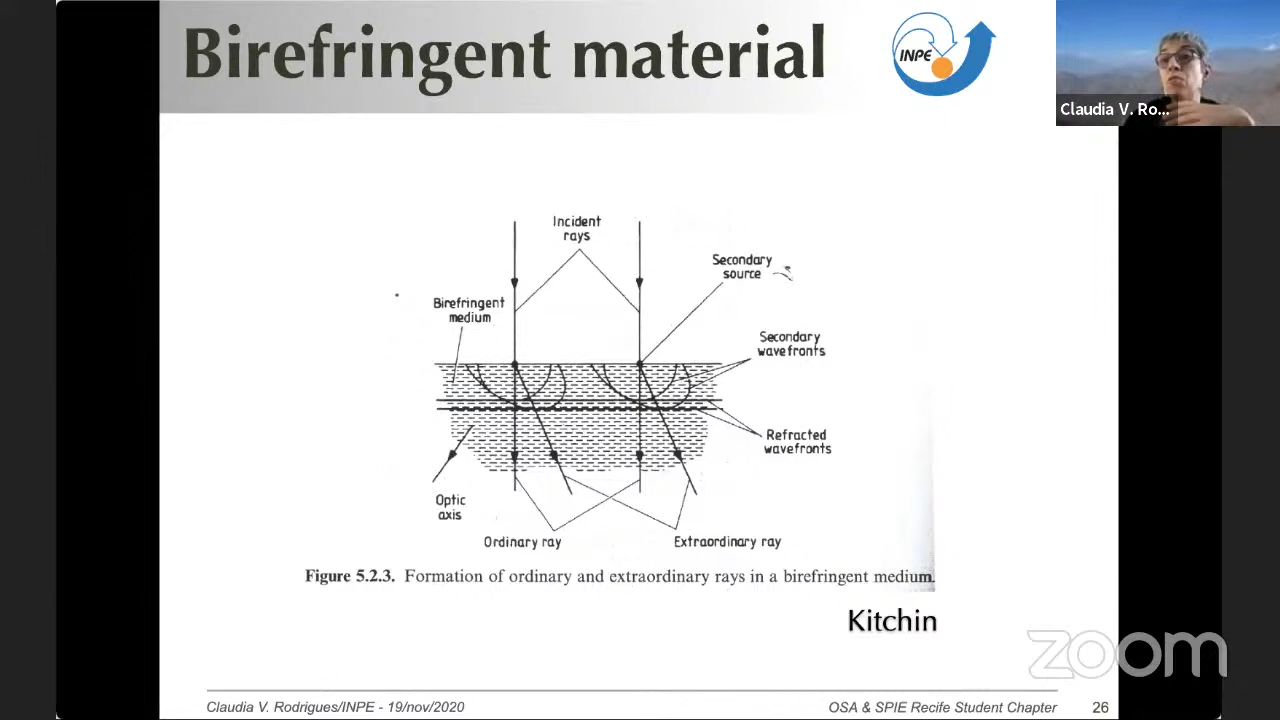 Birefringent material
INPE
Claudia V. Ro...
Incident
rays
Secondary
source
Birefringent
medium
Secondary
wavefronts
Refracted
wavefronts
Optic
axis
Ordinary ray
Extraordinary ray
Figure 5.2.3. Formation of ordinary and extraordinary rays in a birefringent medium.
Kitchin
zoom
Claudia V. Rodrigues/INPE - 19/nov/2020
OSA & SPIE Recife Student Chapter
26